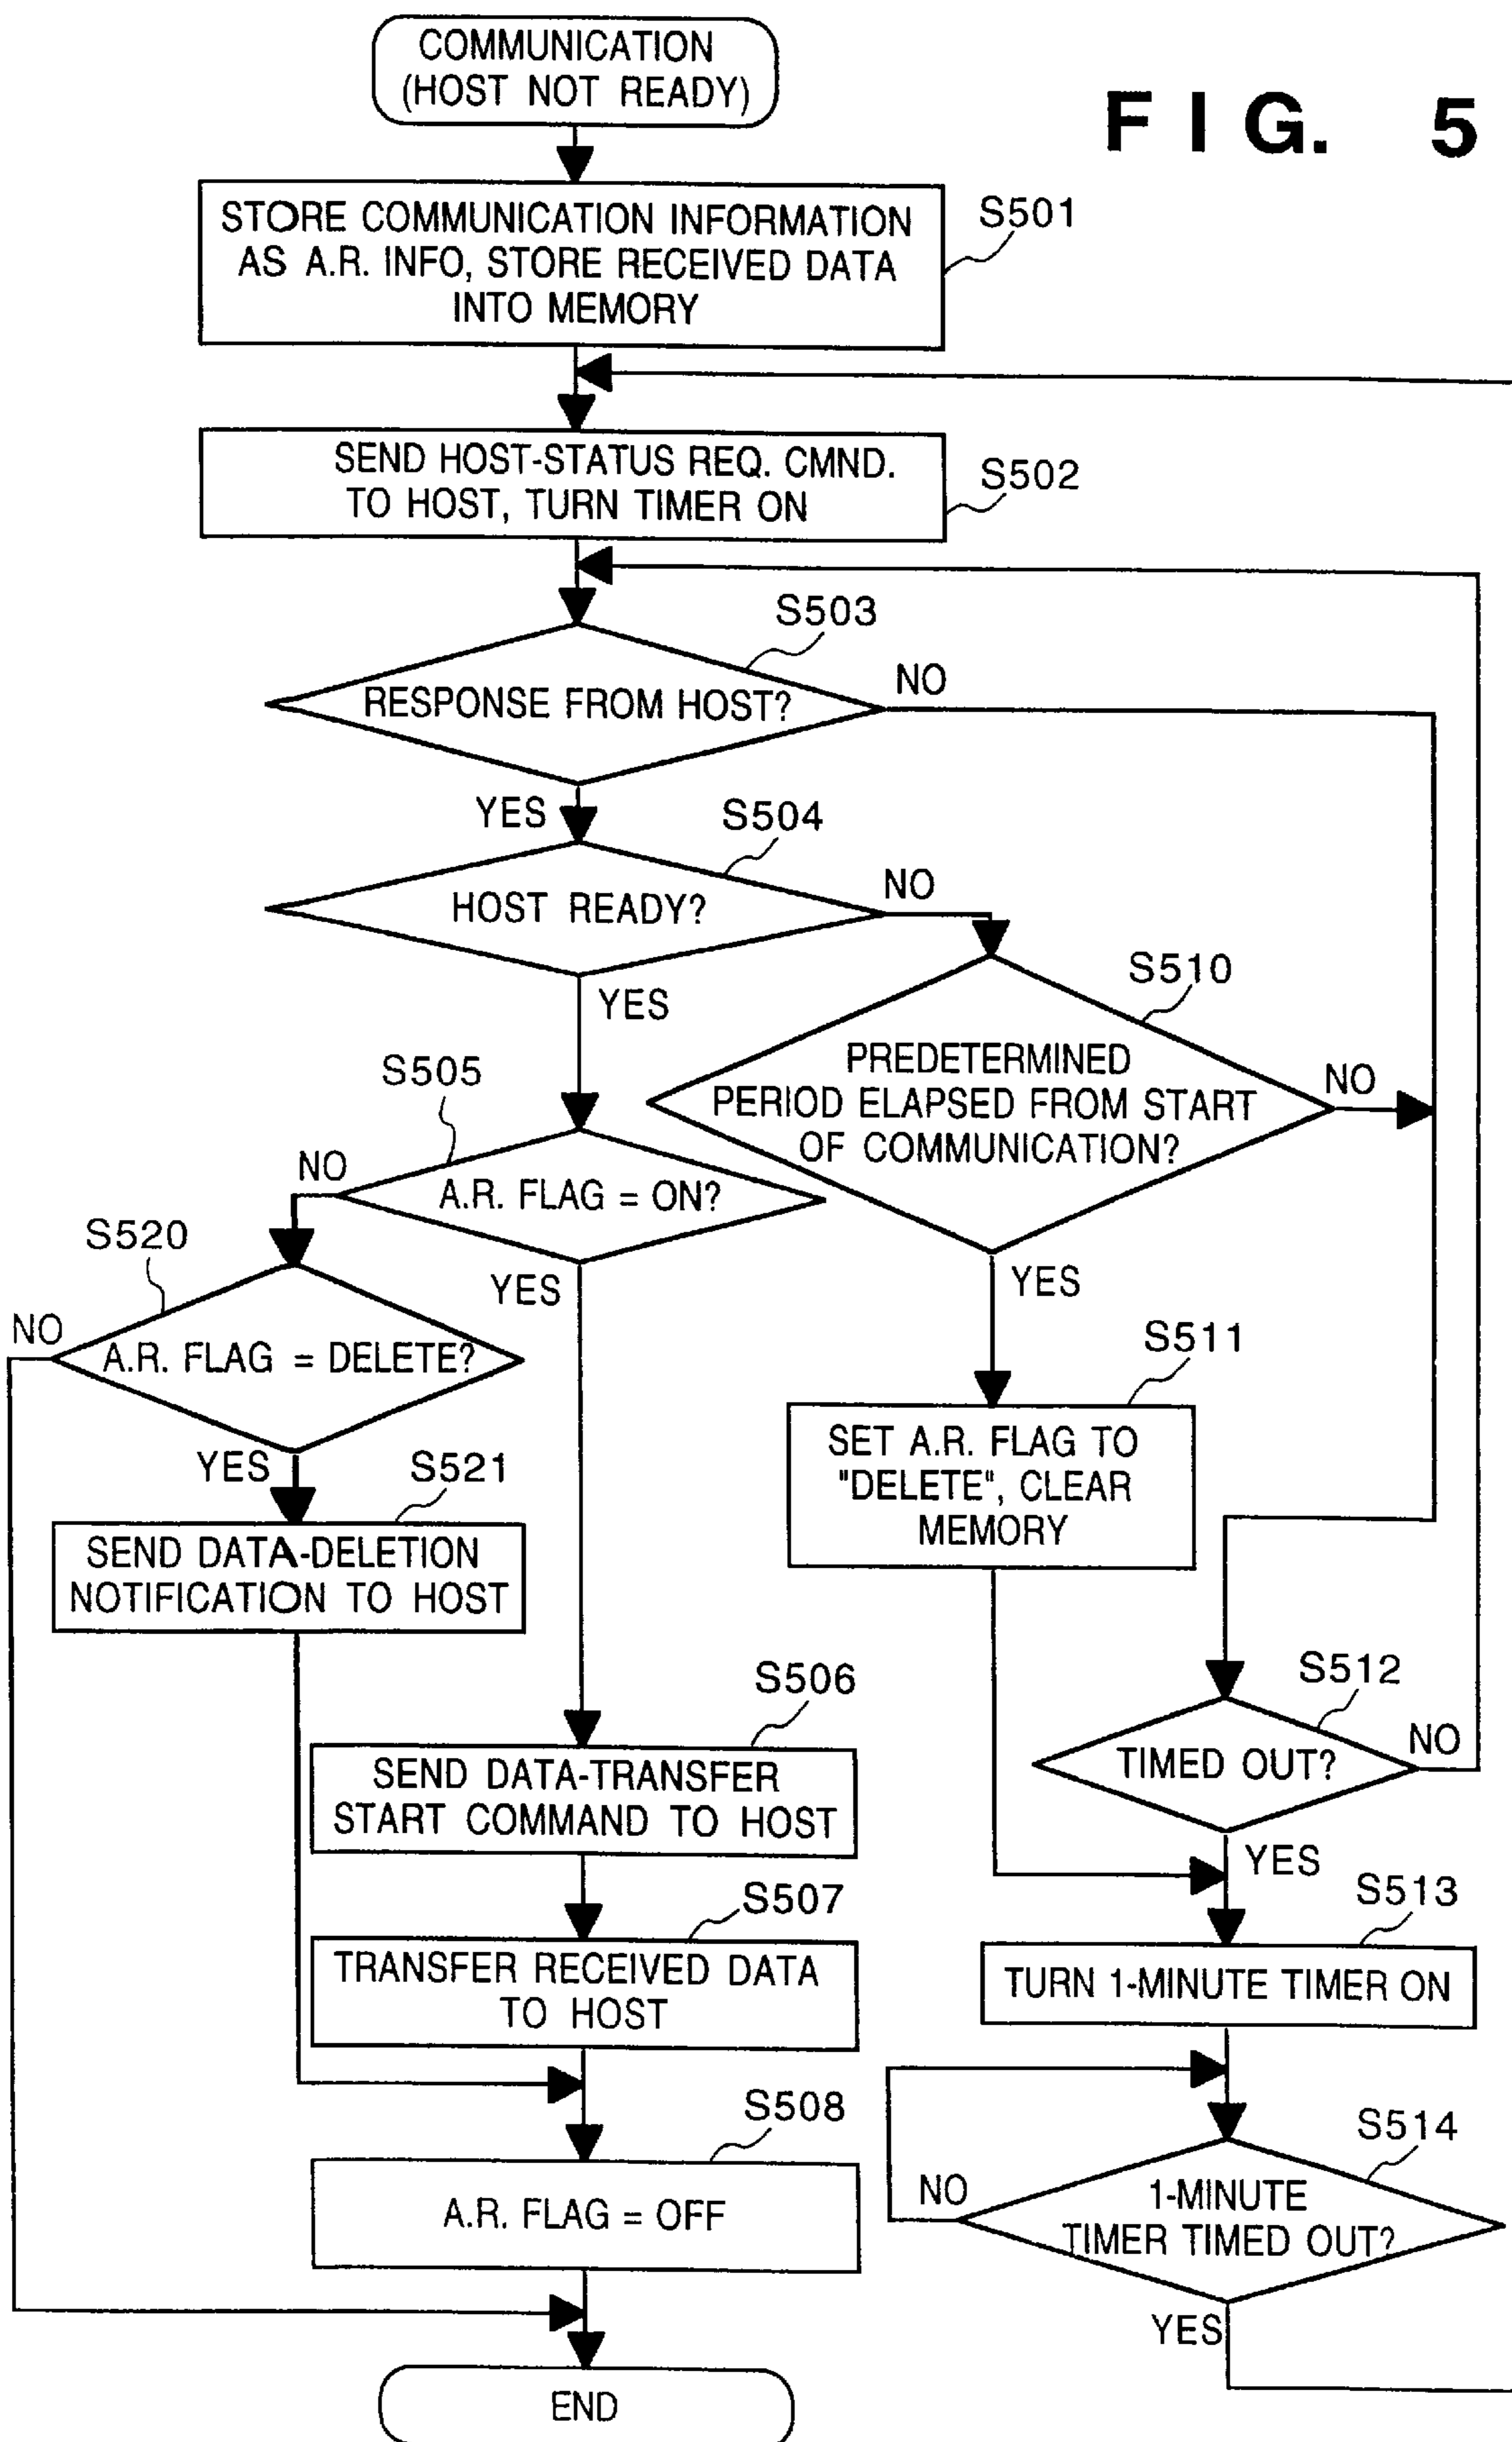 COMMUNICATION
(HOST NOT READY)
FIG. 5
STORE COMMUNICATION INFORMATION
AS A.R. INFO, STORE RECEIVED DATA
INTO MEMORY
S501
SEND HOST-STATUS REQ. CMND.
TO HOST, TURN TIMER ON
S502
S503
RESPONSE FROM HOST?
NO
YES
S504
HOST READY?
NO
YES
S510
PREDETERMINED
PERIOD ELAPSED FROM START
OF COMMUNICATION?
NO
YES
S505
A.R. FLAG = ON?
NO
YES
S520
A.R. FLAG = DELETE?
NO
YES
S521
SEND DATA-DELETION
NOTIFICATION TO HOST
S511
SET A.R. FLAG TO
"DELETE", CLEAR
MEMORY
S506
SEND DATA-TRANSFER
START COMMAND TO HOST
S512
TIMED OUT?
NO
YES
S507
TRANSFER RECEIVED DATA
TO HOST
S513
TURN 1-MINUTE TIMER ON
S508
A.R. FLAG = OFF
S514
1-MINUTE
TIMER TIMED OUT?
NO
YES
END